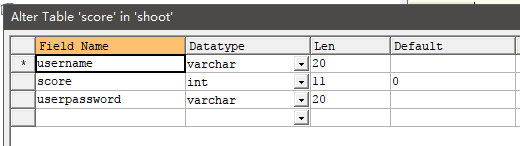 Alter Table 'score' in 'shoot'
Field Name Datatype Len Default
* username varchar 20
score int 11 0
userpassword varchar 20